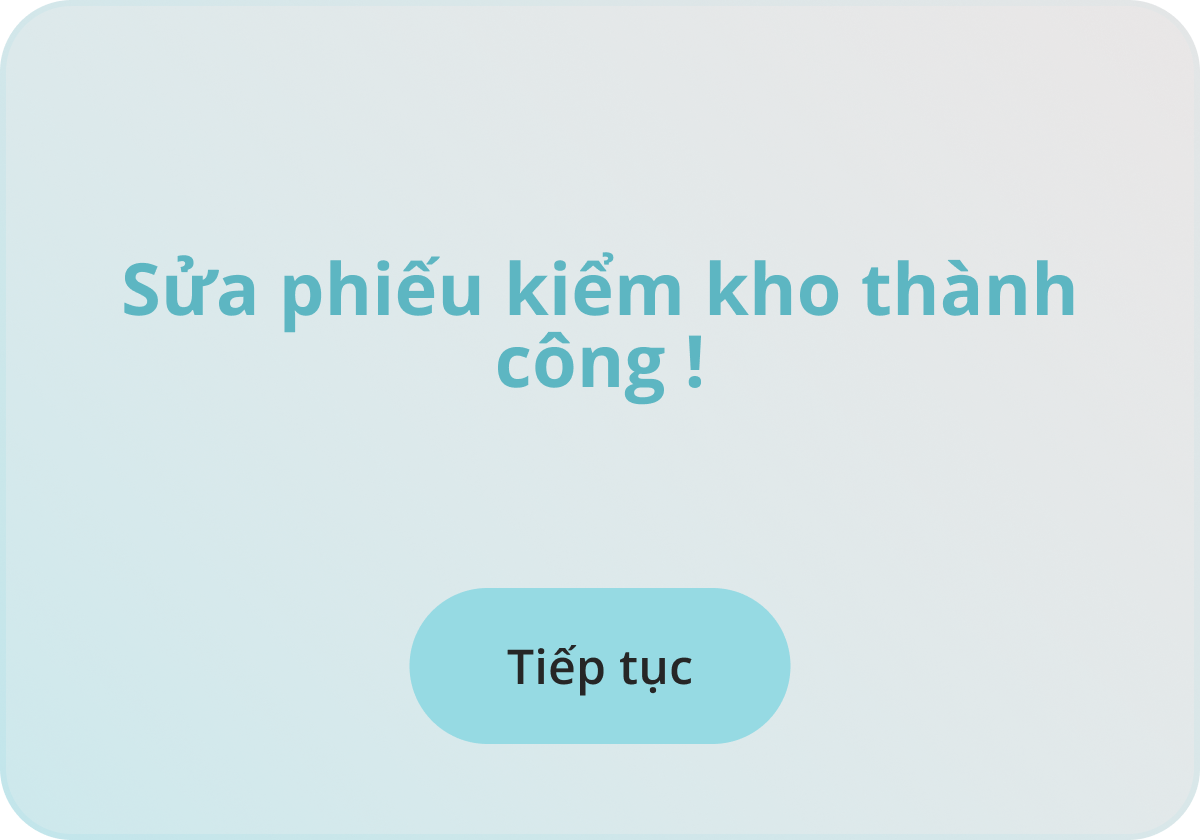 Sửa phiếu kiểm kho thành
công !
Tiếp tục